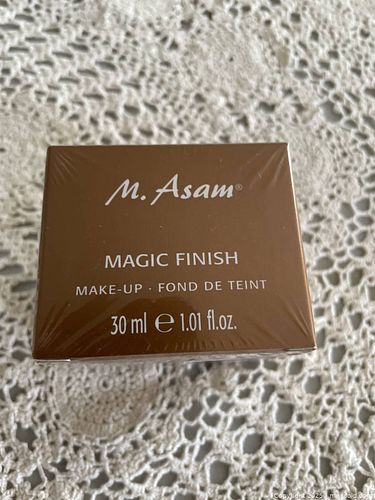 M. Asam®
MAGIC FINISH
MAKE-UP · FOND DE TEINT
30 ml ℮ 1.01 fl.oz.